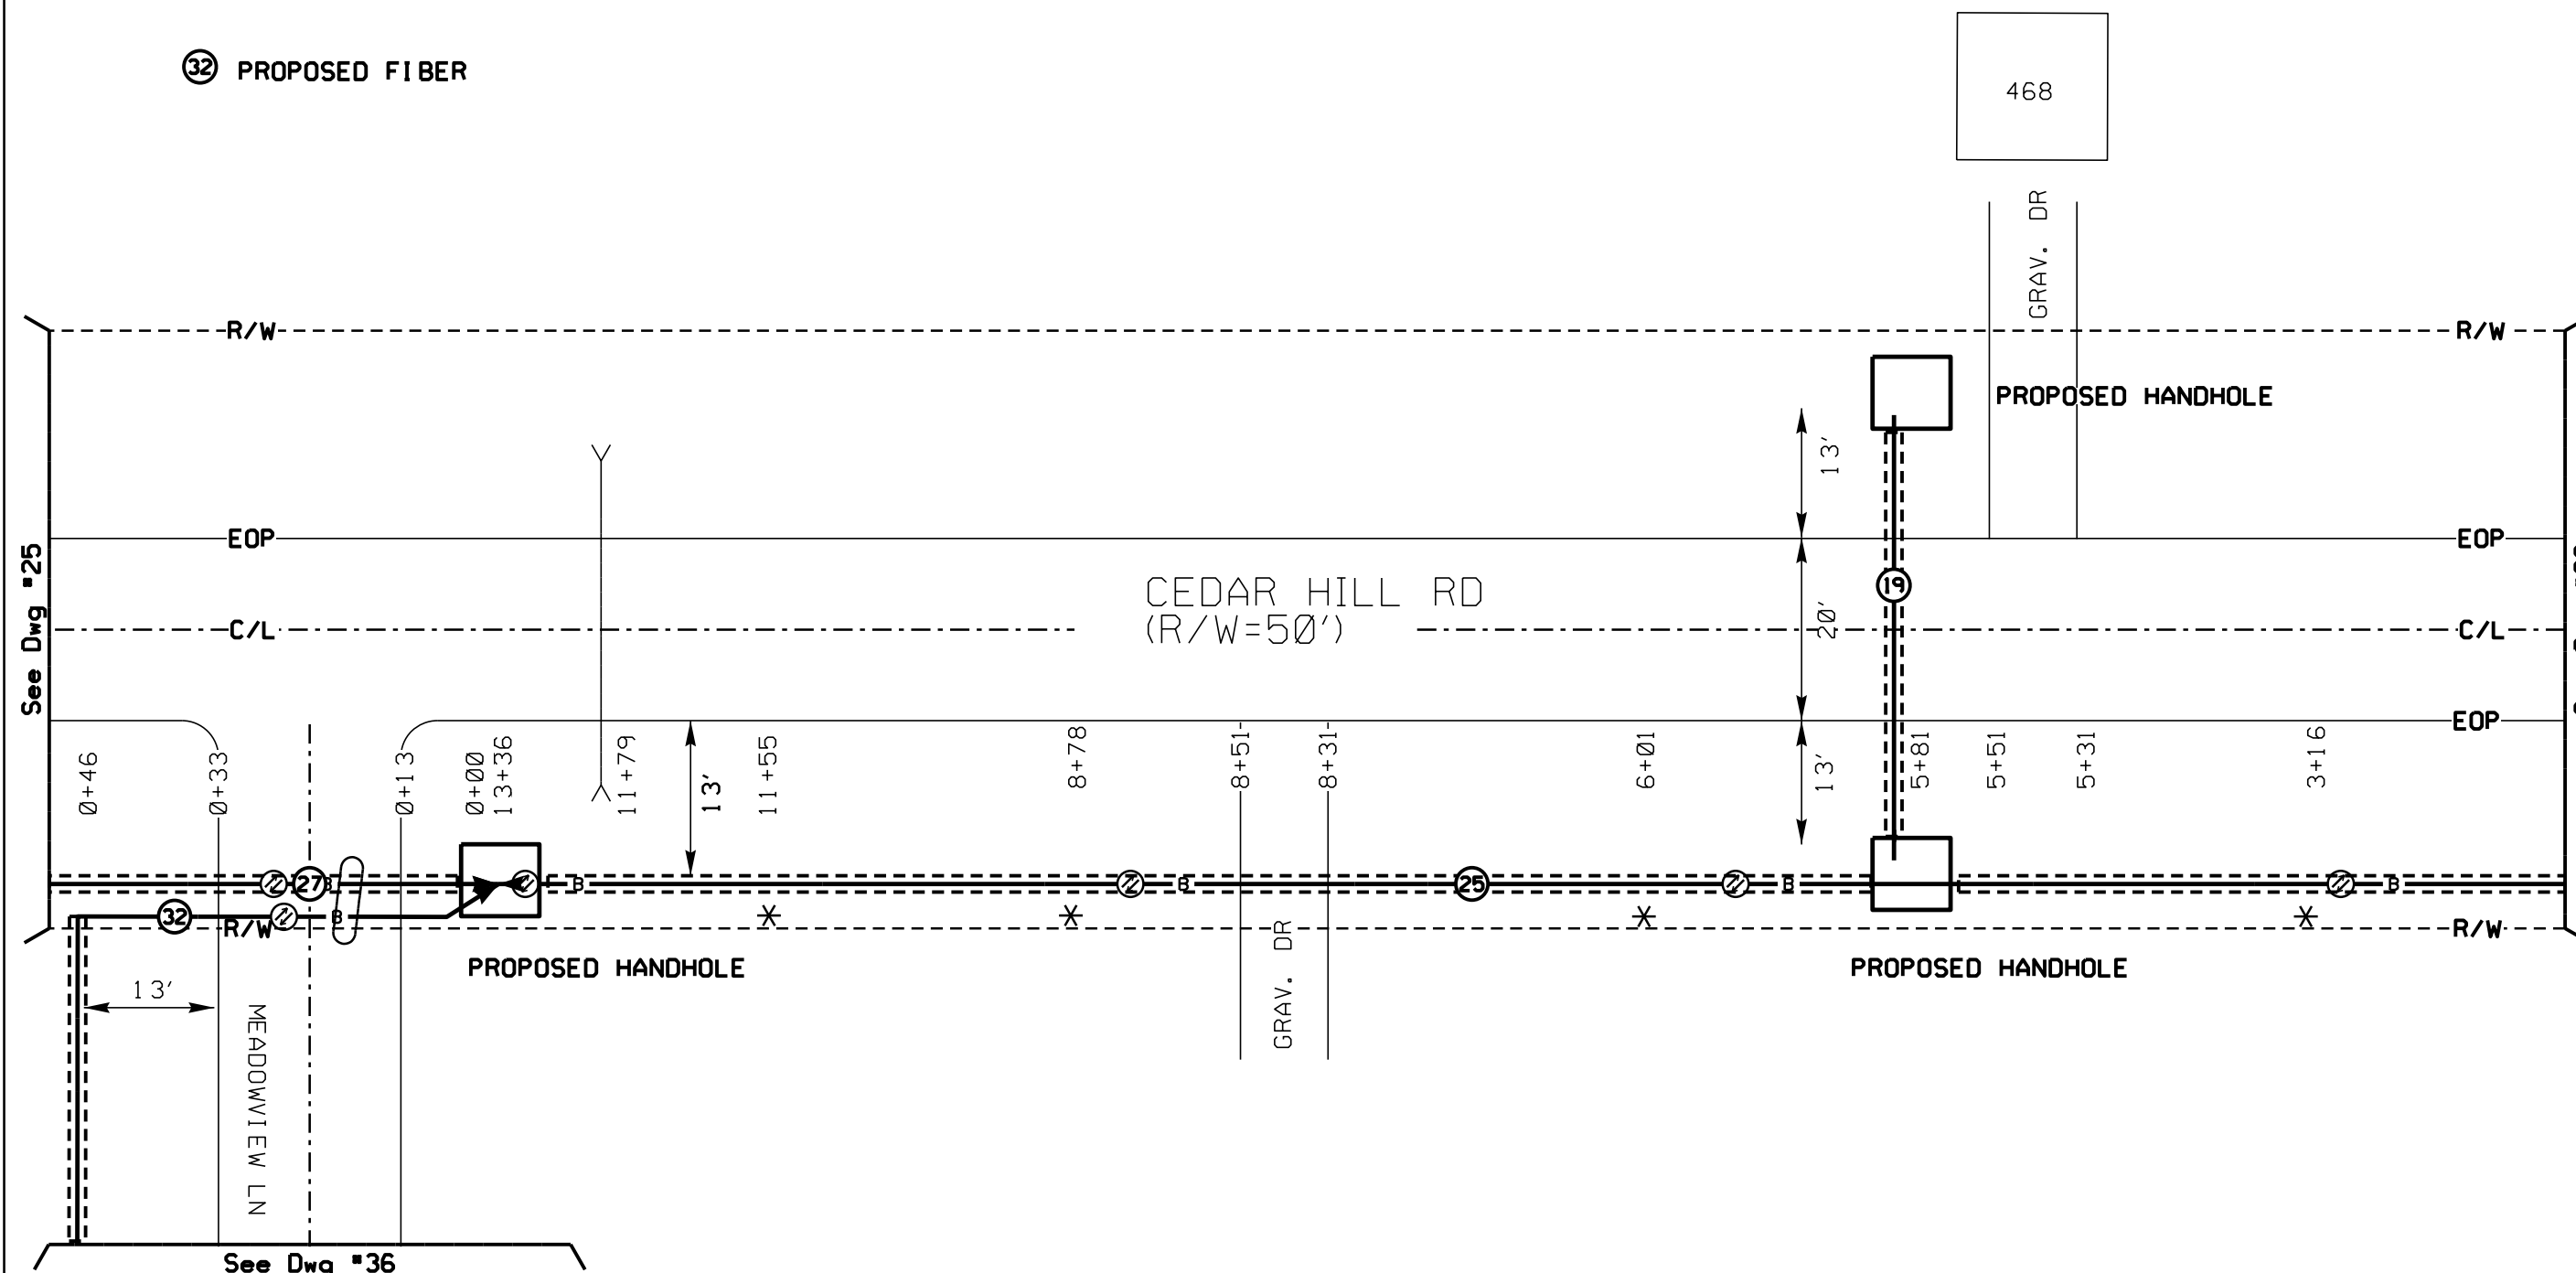 32 PROPOSED FIBER
468
GRAV. DR
R/W
R/W
PROPOSED HANDHOLE
13'
EOP
EOP
See Dwg #25
19
CEDAR HILL RD
(R/W=50')
C/L
20'
C/L
EOP
0+46
0+33
0+13
0+00
13+36
11+79
13'
11+55
8+78
8+51
8+31
6+01
13'
5+81
5+51
5+31
3+16
27
B
B
B
25
B
B
32
B
R/W
R/W
PROPOSED HANDHOLE
GRAV. DR
PROPOSED HANDHOLE
13'
MEADOWVIEW LN
See Dwg #36